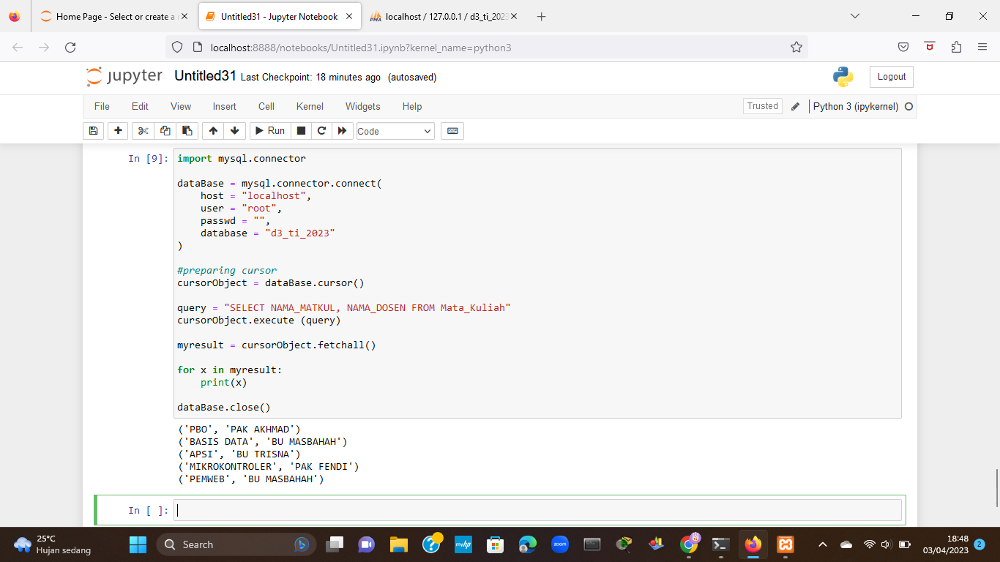 Home Page - Select or create a
Untitled31 - Jupyter Notebook
localhost / 127.0.0.1 / d3_ti_2023
localhost:8888/notebooks/Untitled31.ipynb?kernel_name=python3
jupyter Untitled31 Last Checkpoint: 18 minutes ago (autosaved)
Logout
File Edit View Insert Cell Kernel Widgets Help
Trusted
Python 3 (ipykernel)
Run
Code
In [9]:
import mysql.connector
dataBase = mysql.connector.connect(
host = "localhost",
user = "root",
passwd = "",
database = "d3_ti_2023"
)
#preparing cursor
cursorObject = dataBase.cursor()
query = "SELECT NAMA_MATKUL, NAMA_DOSEN FROM Mata_Kuliah"
cursorObject.execute (query)
myresult = cursorObject.fetchall()
for x in myresult:
print(x)
dataBase.close()
('PBO', 'PAK AKHMAD')
('BASIS DATA', 'BU MASBAHAH')
('APSI', 'BU TRISNA')
('MIKROKONTROLER', 'PAK FENDI')
('PEMWEB', 'BU MASBAHAH')
In [ ]:
25°C
Hujan sedang
Search
myhp
zoom
18:48
03/04/2023
2